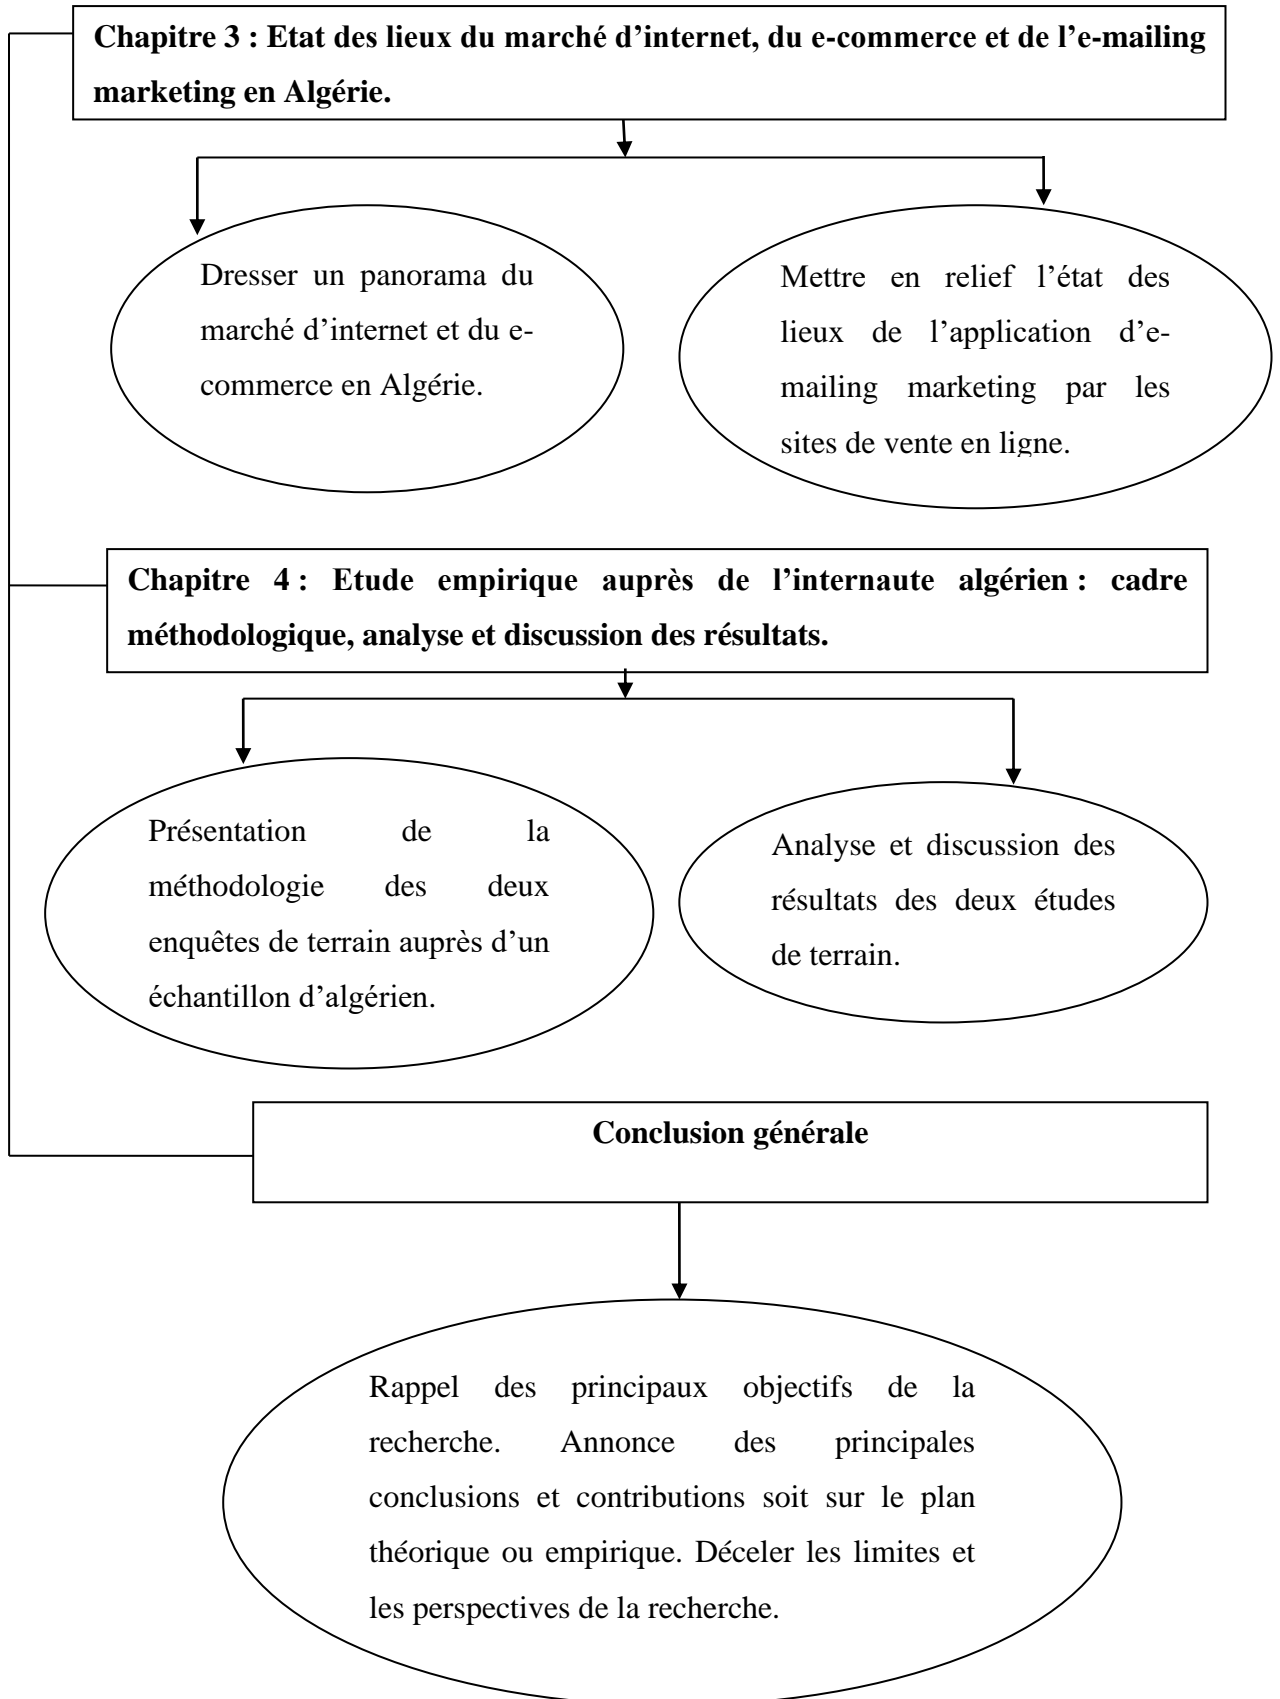 Chapitre 3 : Etat des lieux du marché d’internet, du e-commerce et de l’e-mailing
marketing en Algérie.
Dresser un panorama du
marché d’internet et du e-
commerce en Algérie.
Mettre en relief l’état des
lieux de l’application d’e-
mailing marketing par les
sites de vente en ligne.
Chapitre 4 : Etude empirique auprès de l’internaute algérien : cadre
méthodologique, analyse et discussion des résultats.
Présentation de la
méthodologie des deux
enquêtes de terrain auprès d’un
échantillon d’algérien.
Analyse et discussion des
résultats des deux études
de terrain.
Conclusion générale
Rappel des principaux objectifs de la
recherche. Annonce des principales
conclusions et contributions soit sur le plan
théorique ou empirique. Déceler les limites et
les perspectives de la recherche.